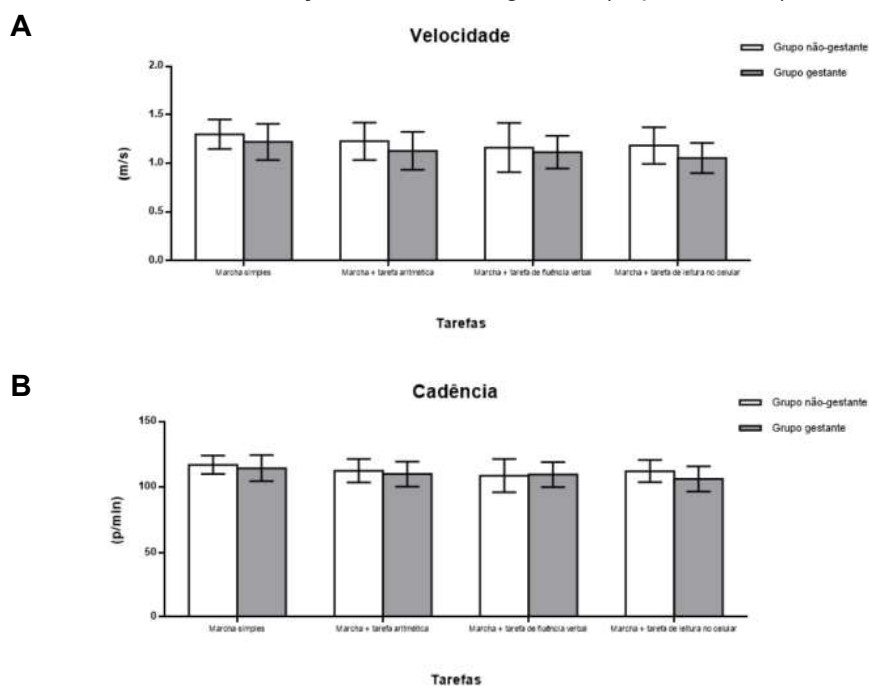 A
Velocidade
Grupo não-gestante
Grupo gestante
2.0
1.5
1.0
0.5
0.0
(m/s)
Marcha simples
Marcha + tarefa aritmética
Marcha + tarefa de fluência verbal
Marcha + tarefa de leitura no celular
Tarefas
B
Cadência
Grupo não-gestante
Grupo gestante
150
100
50
0
(p/min)
Marcha simples
Marcha + tarefa aritmética
Marcha + tarefa de fluência verbal
Marcha + tarefa de leitura no celular
Tarefas